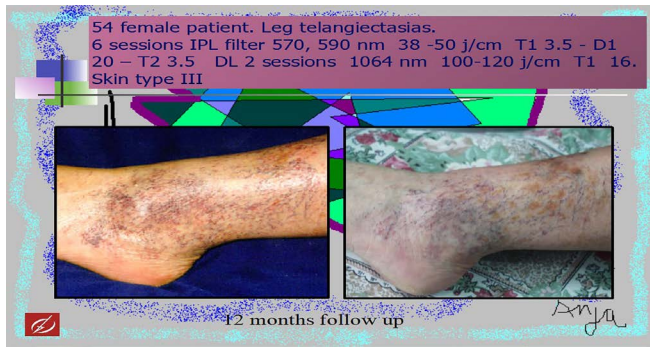 54 female patient. Leg telangiectasias.
6 sessions IPL filter 570, 590 nm  38 -50 j/cm  T1 3.5 - D1
20 – T2 3.5   DL 2 sessions  1064 nm  100-120 j/cm  T1  16.
Skin type III
12 months follow up
Anja